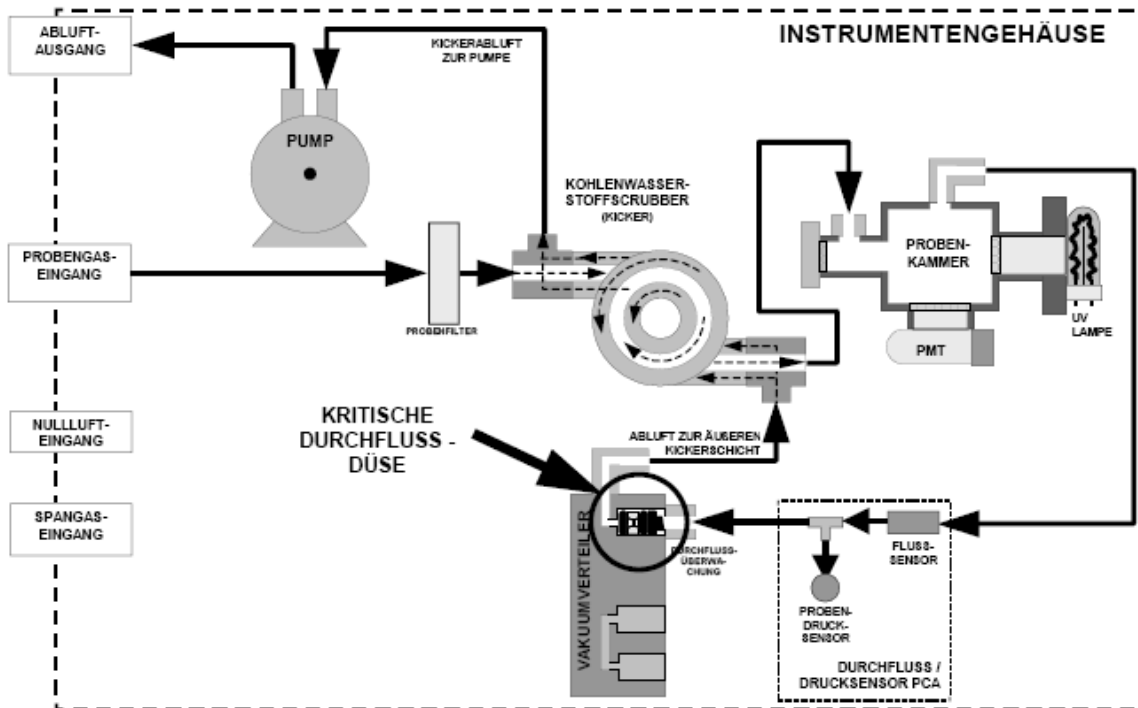 ABLUFT-
AUSGANG
INSTRUMENTENGEHÄUSE
KICKERABLUFT
ZUR PUMPE
PUMP
KOHLENWASSER-
STOFFSCRUBBER
(KICKER)
PROBENGAS-
EINGANG
PROBENFILTER
PROBEN-
KAMMER
UV
LAMPE
PMT
NULLLUFT-
EINGANG
KRITISCHE
DURCHFLUSS -
DÜSE
ABLUFT ZUR ÄUSEREN
KICKERSCHICHT
SPANGAS-
EINGANG
VAKUUMVERTEILER
DURCHFLUSS-
ÜBERWA-
CHUNG
FLUSS-
SENSOR
PROBEN-
DRUCK-
SENSOR
DURCHFLUSS /
DRUCKSENSOR PCA